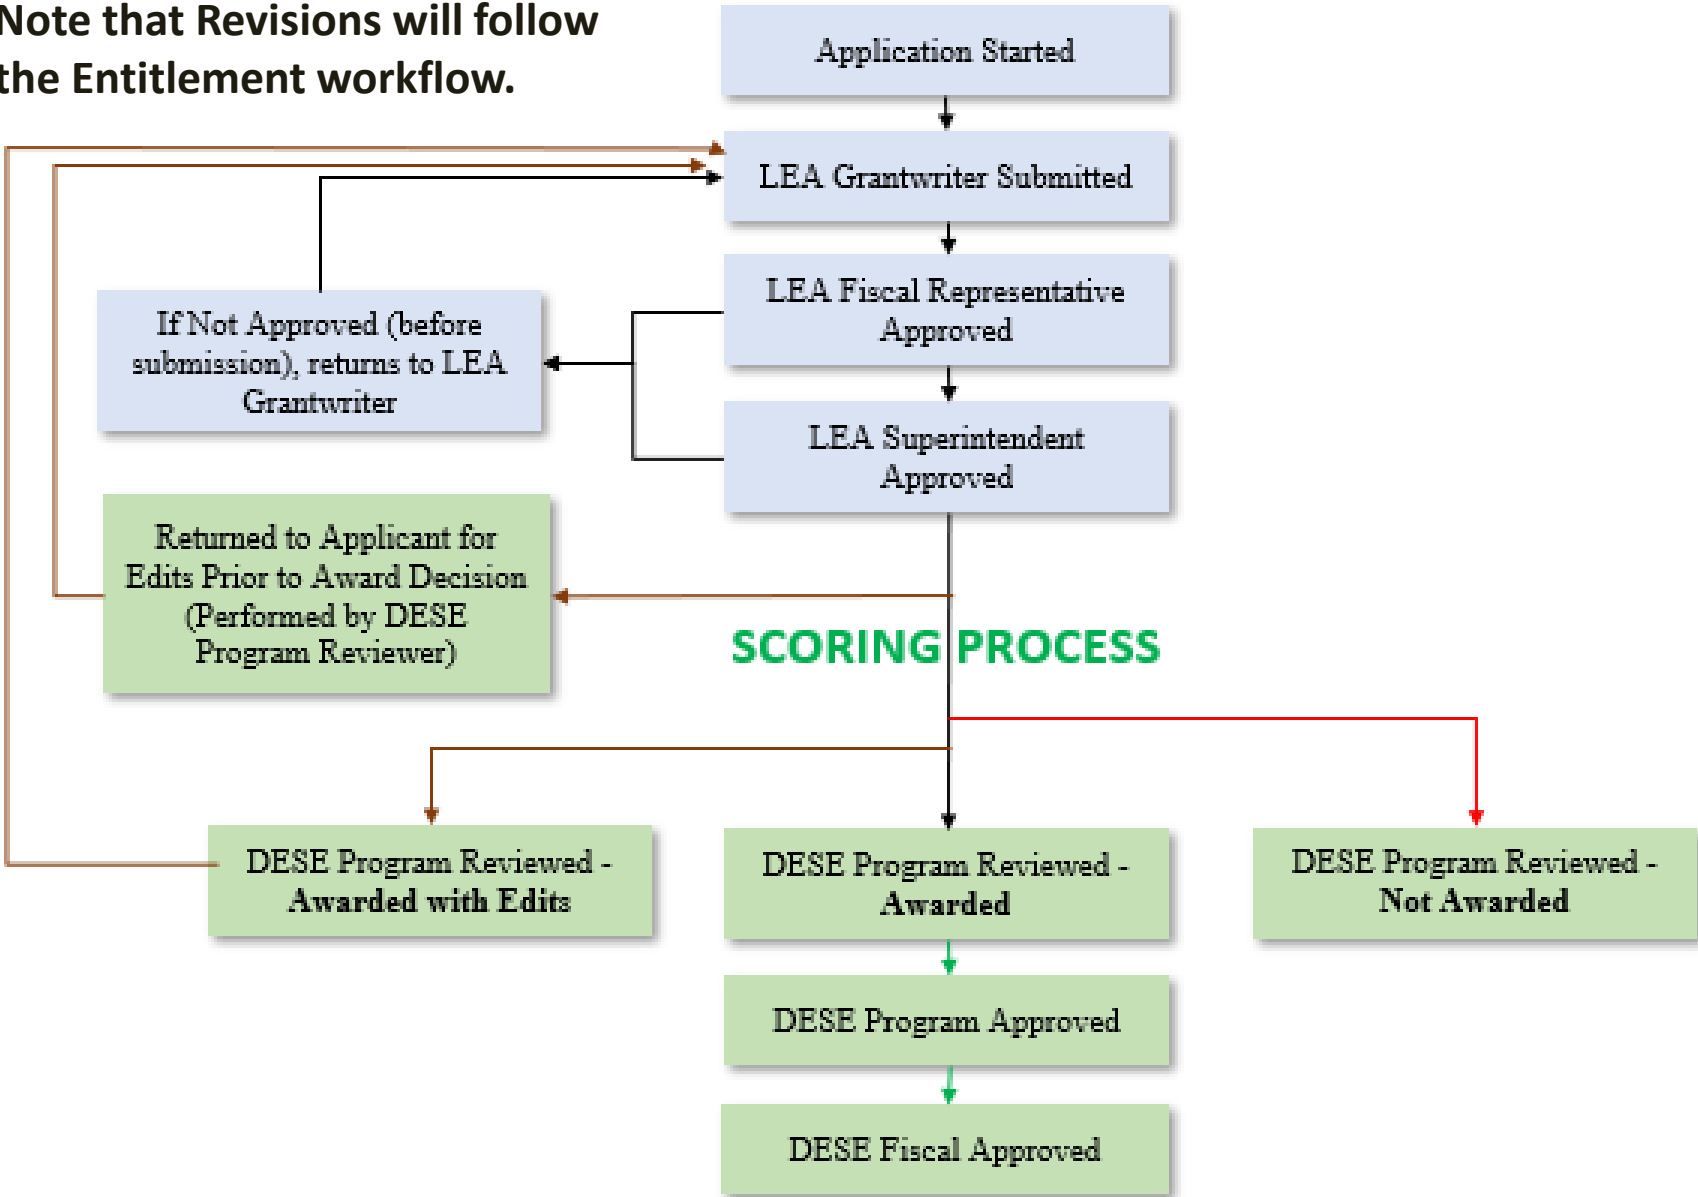 Note that Revisions will follow
the Entitlement workflow.
Application Started
LEA Grantwriter Submitted
LEA Fiscal Representative
Approved
If Not Approved (before
submission), returns to LEA
Grantwriter
LEA Superintendent
Approved
Returned to Applicant for
Edits Prior to Award Decision
(Performed by DESE
Program Reviewer)
SCORING PROCESS
DESE Program Reviewed -
Awarded with Edits
DESE Program Reviewed -
Awarded
DESE Program Reviewed -
Not Awarded
DESE Program Approved
DESE Fiscal Approved